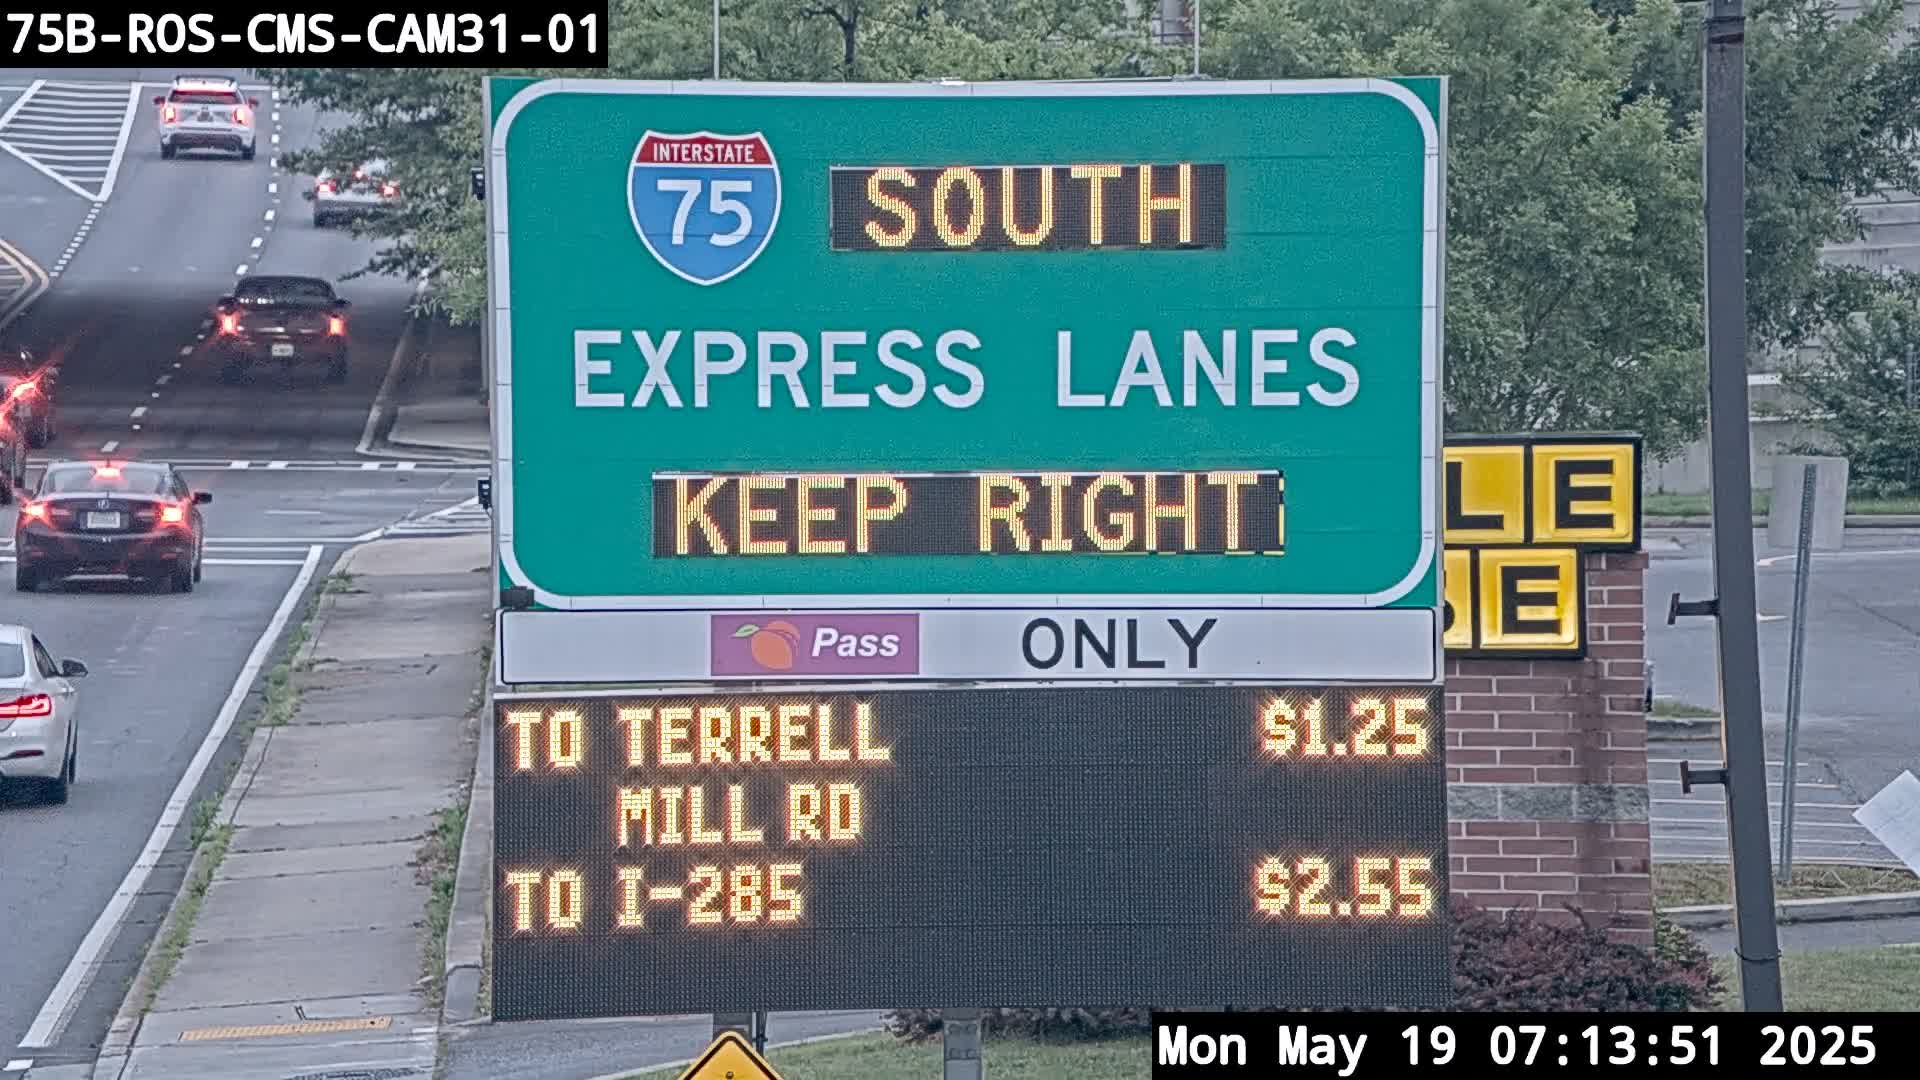 75B-ROS-CMS-CAM31-01
INTERSTATE
75
SOUTH
EXPRESS LANES
KEEP RIGHT
LE
E
Pass ONLY
TO TERRELL $1.25
MILL RD
TO I-285 $2.55
Mon May 19 07:13:51 2025